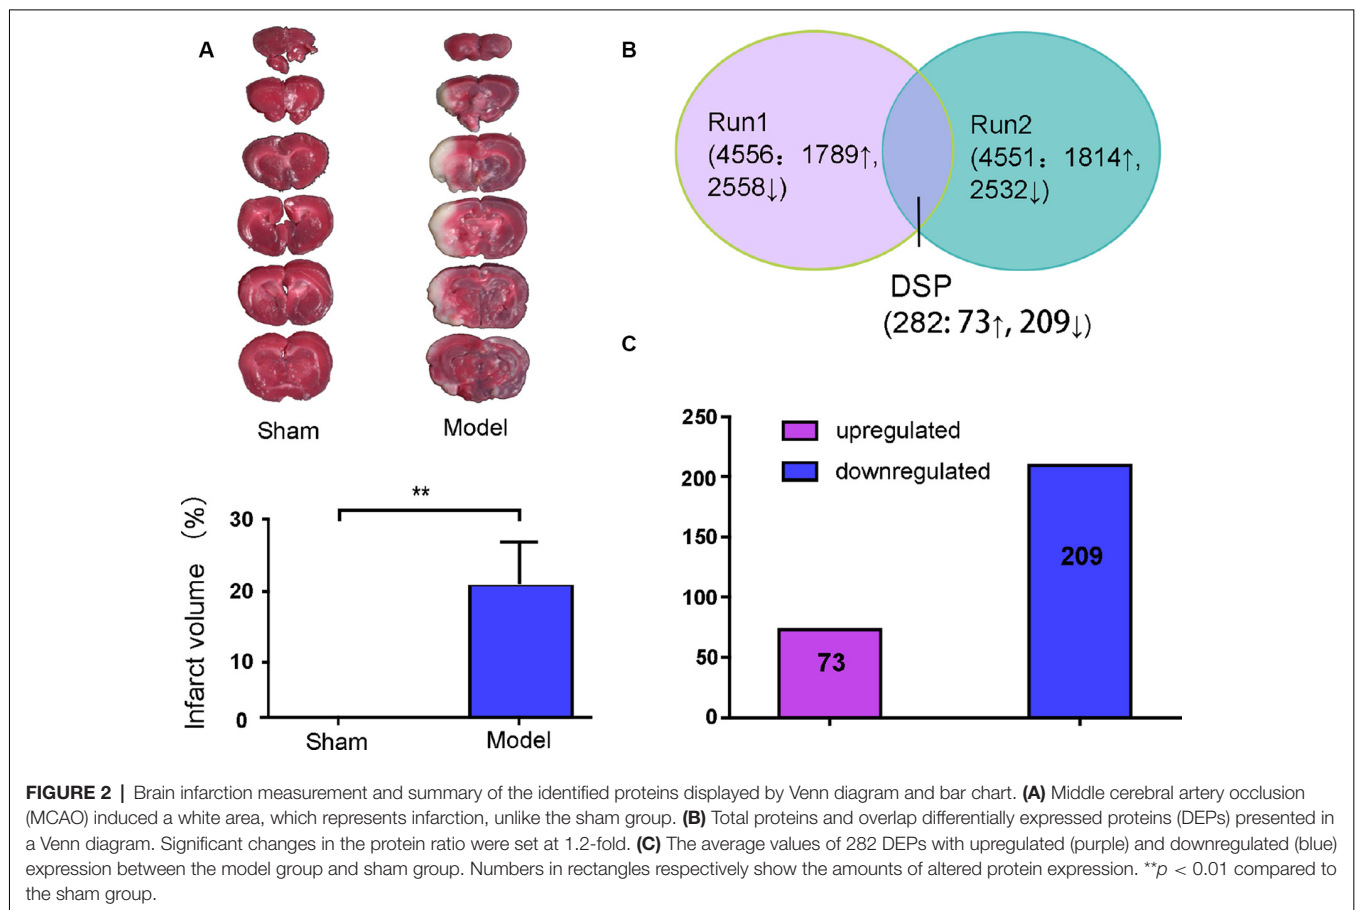 A
Sham
Model
Infarct volume (%)
30
20
10
0
**
Sham
Model
B
Run1
(4556: 1789↑,
2558↓)
Run2
(4551: 1814↑,
2532↓)
DSP
(282: 73↑, 209↓)
C
250
200
150
100
50
0
upregulated
downregulated
73
209
FIGURE 2 | Brain infarction measurement and summary of the identified proteins displayed by Venn diagram and bar chart. (A) Middle cerebral artery occlusion
(MCAO) induced a white area, which represents infarction, unlike the sham group. (B) Total proteins and overlap differentially expressed proteins (DEPs) presented in
a Venn diagram. Significant changes in the protein ratio were set at 1.2-fold. (C) The average values of 282 DEPs with upregulated (purple) and downregulated (blue)
expression between the model group and sham group. Numbers in rectangles respectively show the amounts of altered protein expression. **p < 0.01 compared to
the sham group.